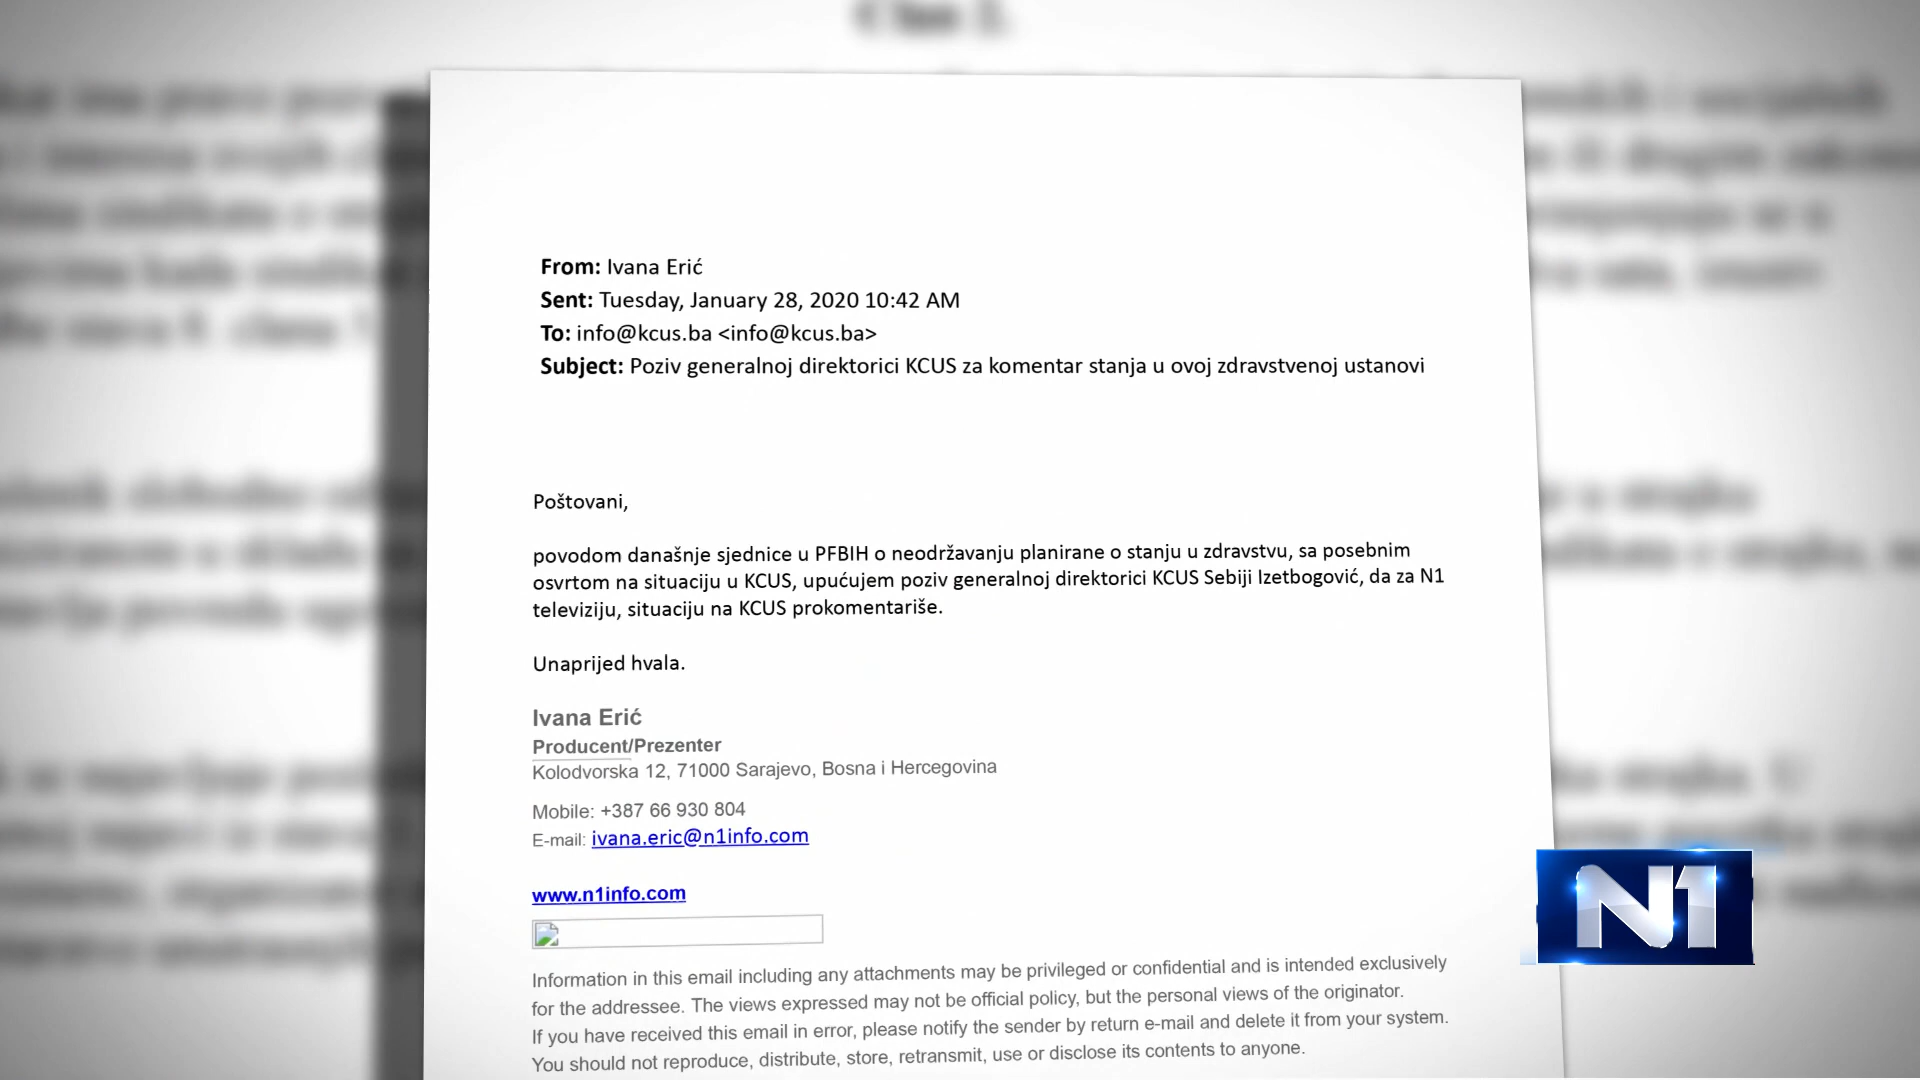 From: Ivana Erić
Sent: Tuesday, January 28, 2020 10:42 AM
To: info@kcus.ba <info@kcus.ba>
Subject: Poziv generalnoj direktorici KCUS za komentar stanja u ovoj zdravstvenoj ustanovi
Poštovani,
povodom današnje sjednice u PFBIH o neodržavanju planirane o stanju u zdravstvu, sa posebnim
osvrtom na situaciju u KCUS, upućujem poziv generalnoj direktorici KCUS Sebiji Izetbogović, da za N1
televiziju, situaciju na KCUS prokomentariše.
Unaprijed hvala.
Ivana Erić
Producent/Prezenter
Kolodvorska 12, 71000 Sarajevo, Bosna i Hercegovina
Mobile: +387 66 930 804
E-mail: ivana.eric@n1info.com
www.n1info.com
Information in this email including any attachments may be privileged or confidential and is intended exclusively
for the addressee. The views expressed may not be official policy, but the personal views of the originator.
If you have received this email in error, please notify the sender by return e-mail and delete it from your system.
You should not reproduce, distribute, store, retransmit, use or disclose its contents to anyone.
N1